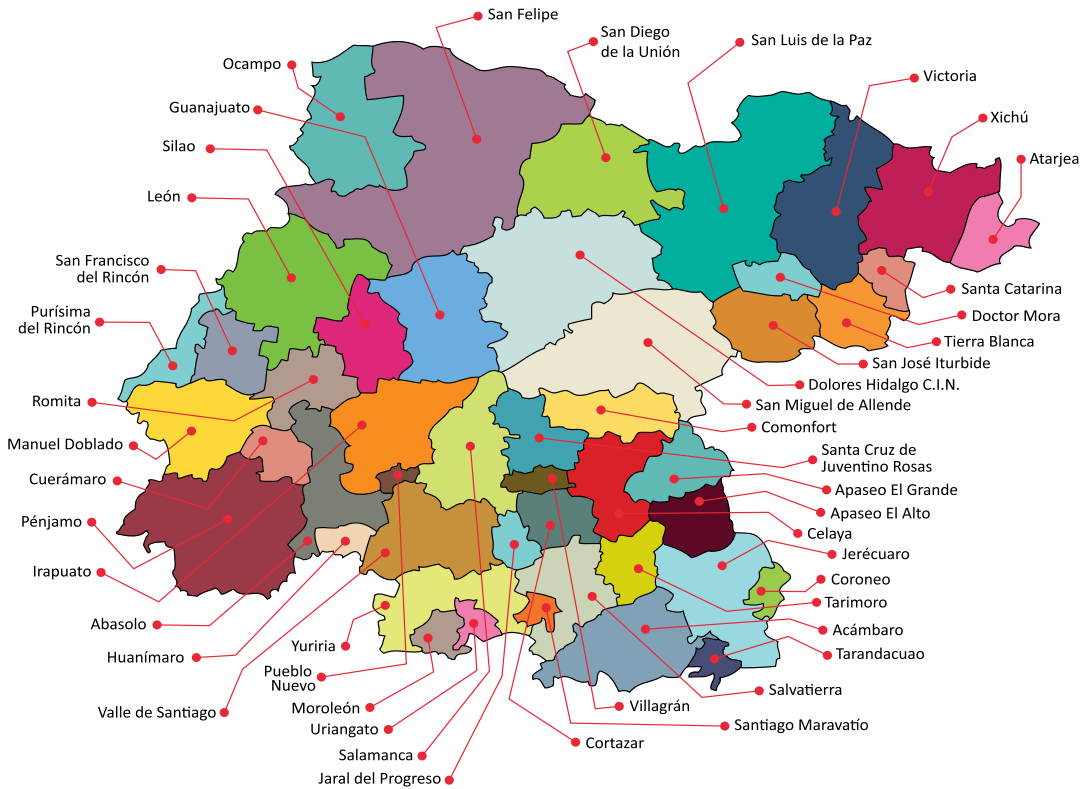 San Felipe
San Diego
de la Unión
San Luis de la Paz
Ocampo
Victoria
Guanajuato
Xichú
Silao
Atarjea
León
San Francisco
del Rincón
Santa Catarina
Purísima
del Rincón
Doctor Mora
Tierra Blanca
San José Iturbide
Dolores Hidalgo C.I.N.
Romita
San Miguel de Allende
Comonfort
Manuel Doblado
Santa Cruz de
Juventino Rosas
Cuerámaro
Apaseo El Grande
Apaseo El Alto
Pénjamo
Celaya
Jerécuaro
Irapuato
Coroneo
Tarimoro
Abasolo
Acámbaro
Yuriria
Tarandacuao
Huanímaro
Pueblo
Nuevo
Salvatierra
Valle de Santiago
Moroleón
Villagrán
Uriangato
Santiago Maravatío
Cortazar
Salamanca
Jaral del Progreso